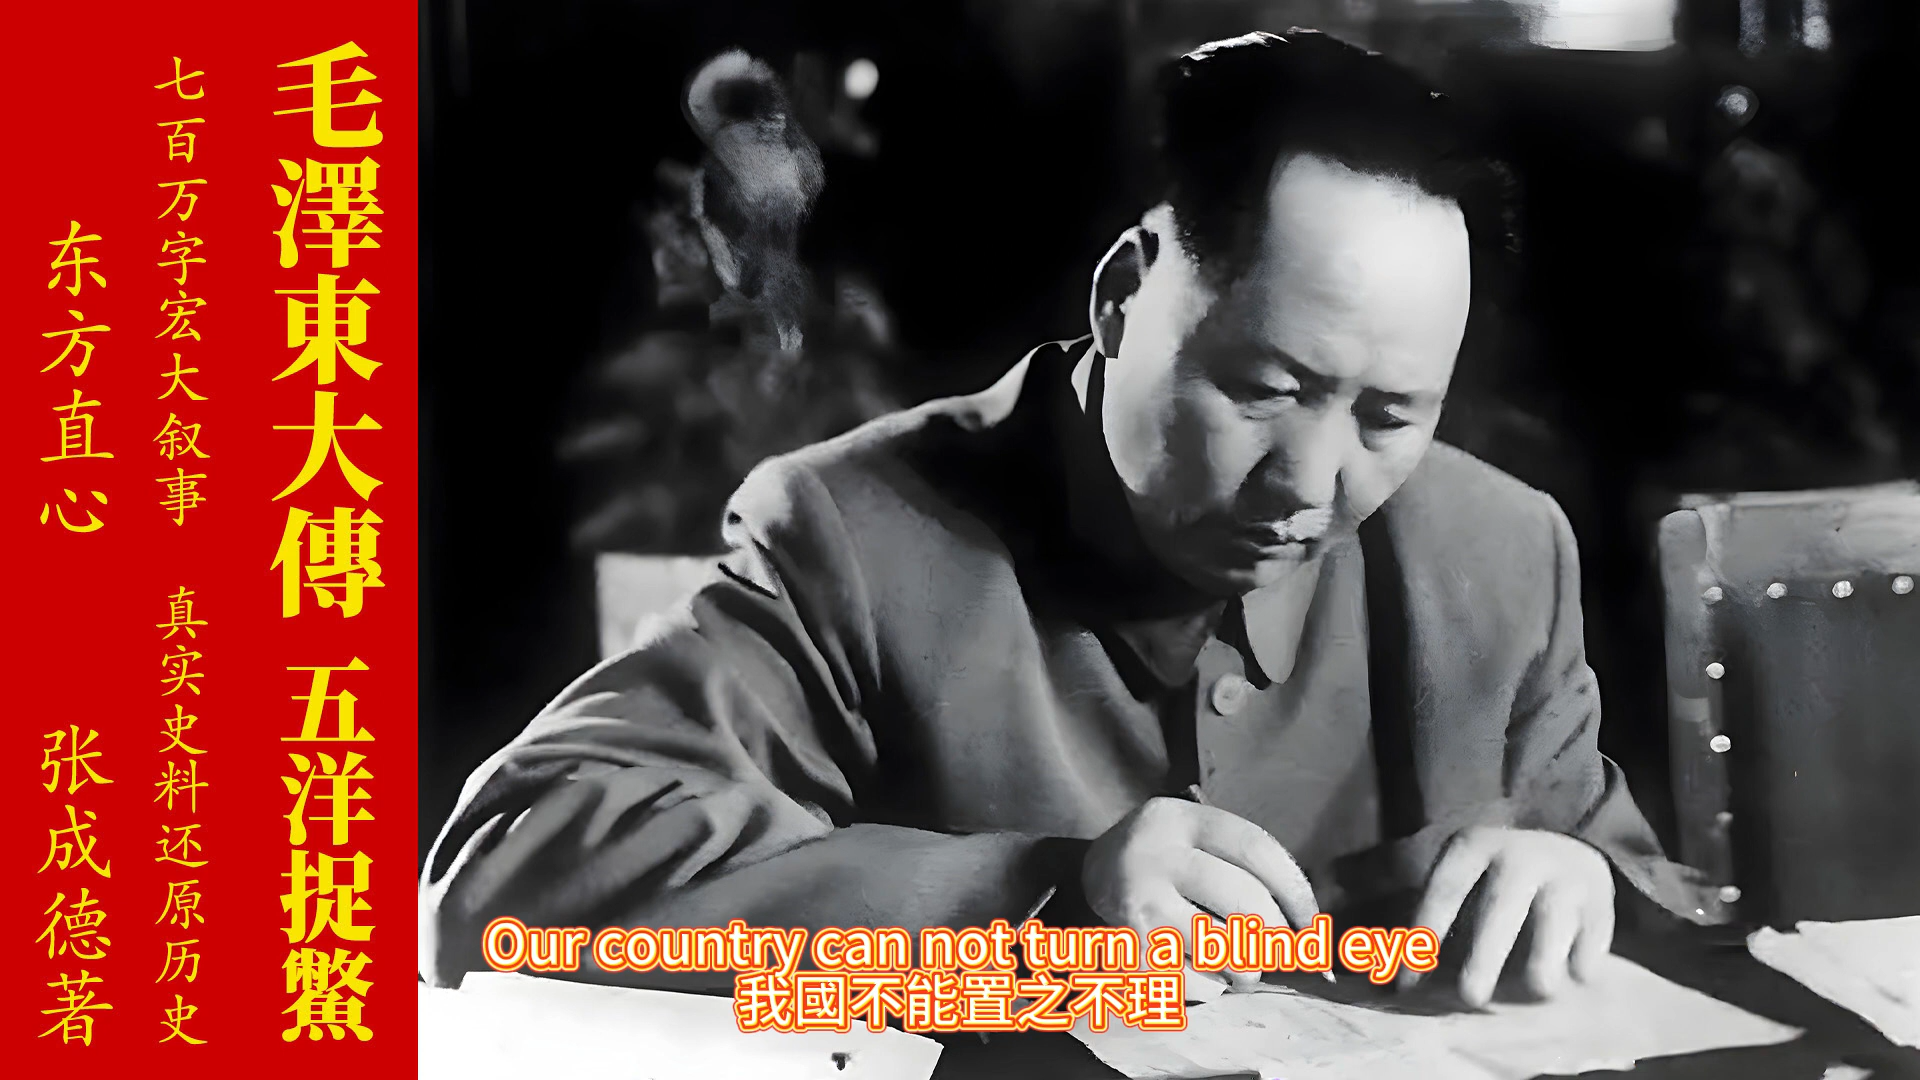 毛澤東大傳 五洋捉鱉
七百万字宏大叙事 真实史料还原历史
东方直心 张成德著
Our country can not turn a blind eye
我國不能置之不理